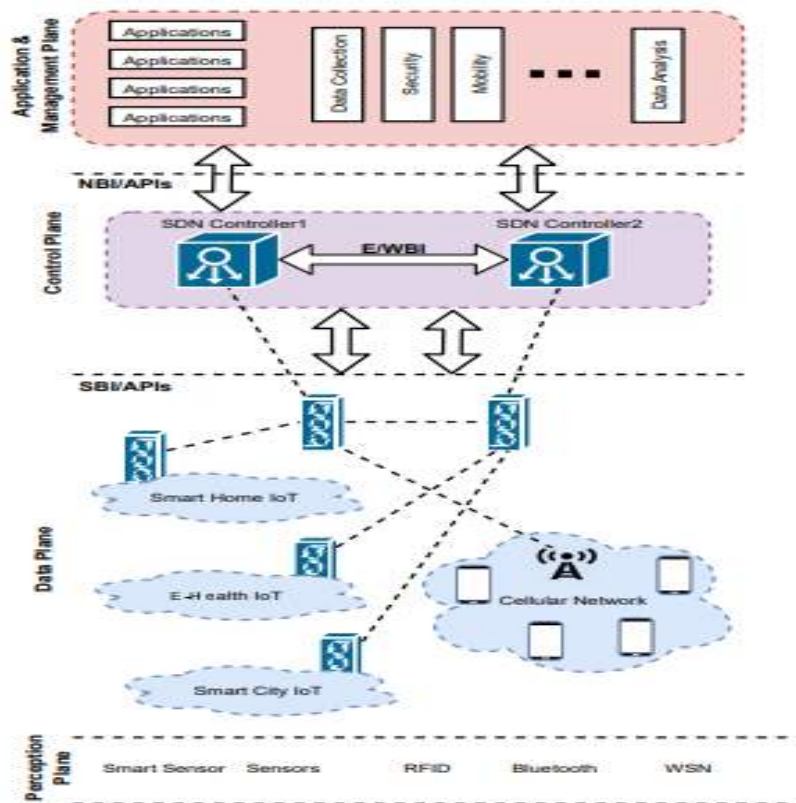 Application &
Management Plane
Applications
Applications
Applications
Applications
Data Collection
Security
Mobility
Data Analysis
NBI/APIs
Control Plane
SDN Controller1
SDN Controller2
E/WBI
SBI/APIs
Data Plane
Smart Home IoT
E-Health IoT
Cellular Network
Smart City IoT
Perception
Plane
Smart Sensor
Sensors
RFID
Bluetooth
WSN